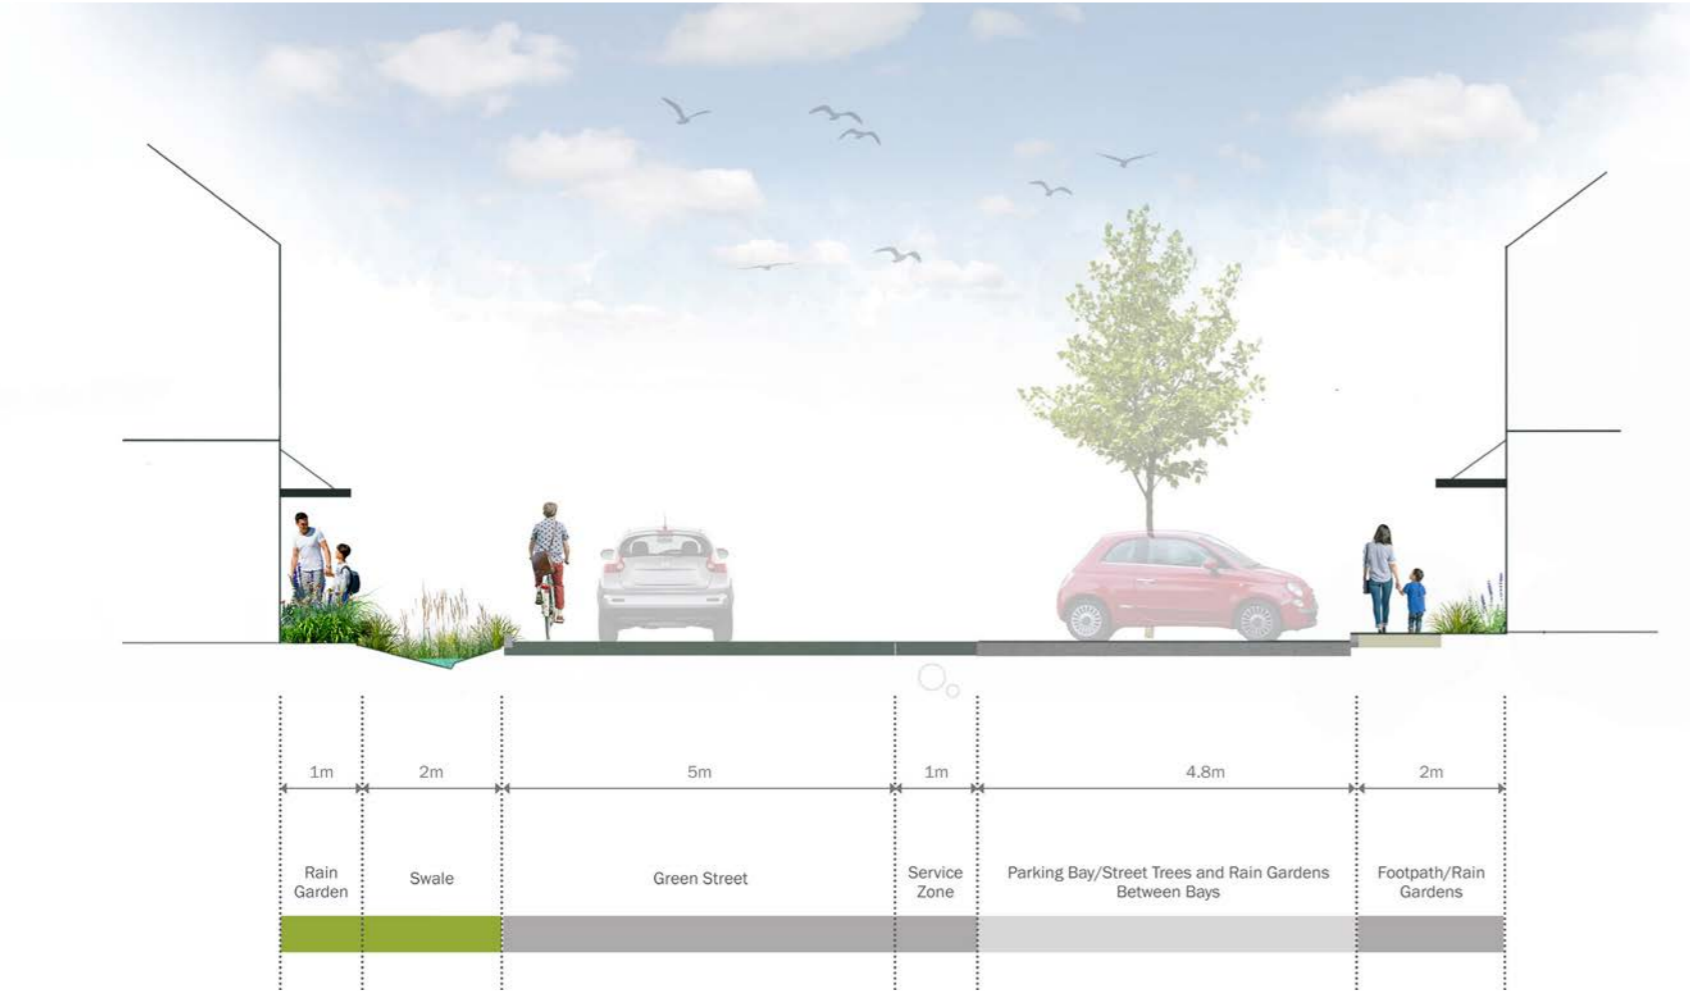 1m
2m
5m
1m
4.8m
2m
Rain
Garden
Swale
Green Street
Service
Zone
Parking Bay/Street Trees and Rain Gardens
Between Bays
Footpath/Rain
Gardens